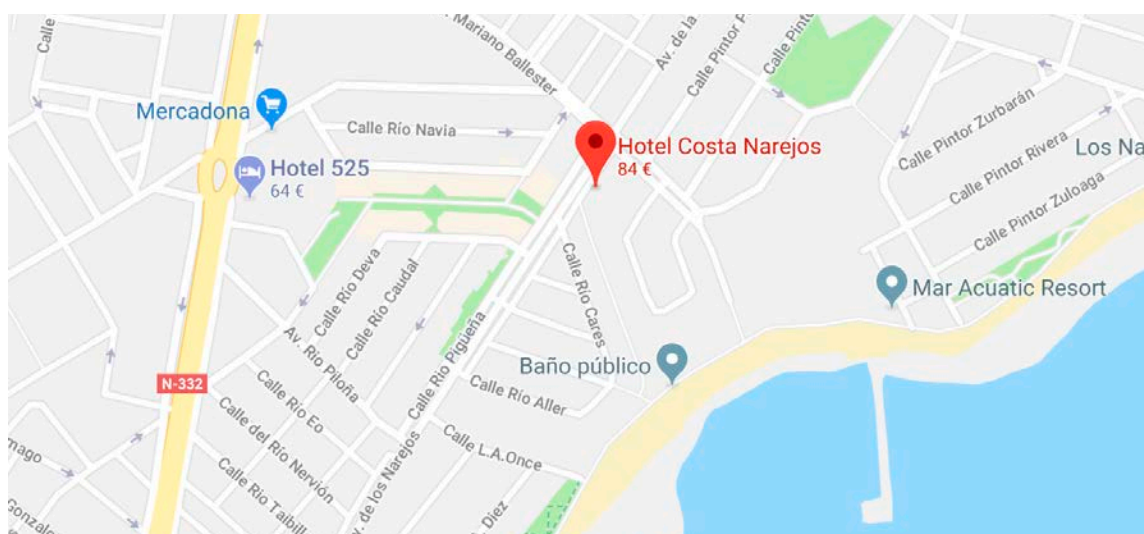 Calle
Mariano Ballester
Av. de la
Calle Pintor R
Calle Pinto
Mercadona
Calle Río Navia
Hotel Costa Narejos
84 €
Calle Pintor Zurbarán
Los Na
Hotel 525
64 €
Calle Pintor Rivera
Calle Pintor Zuloaga
Calle Río Deva
Calle Río Caudal
Calle Río Cares
Mar Acuatic Resort
Av. Río Piloña
Calle Río Pigüeña
Baño público
N-332
Calle Río Aller
Calle Río Eo
Calle del Río Nervión
Calle L.A.Once
mago
Calle Río Taibill
v. de los Narejos
Diez
Gonzalo